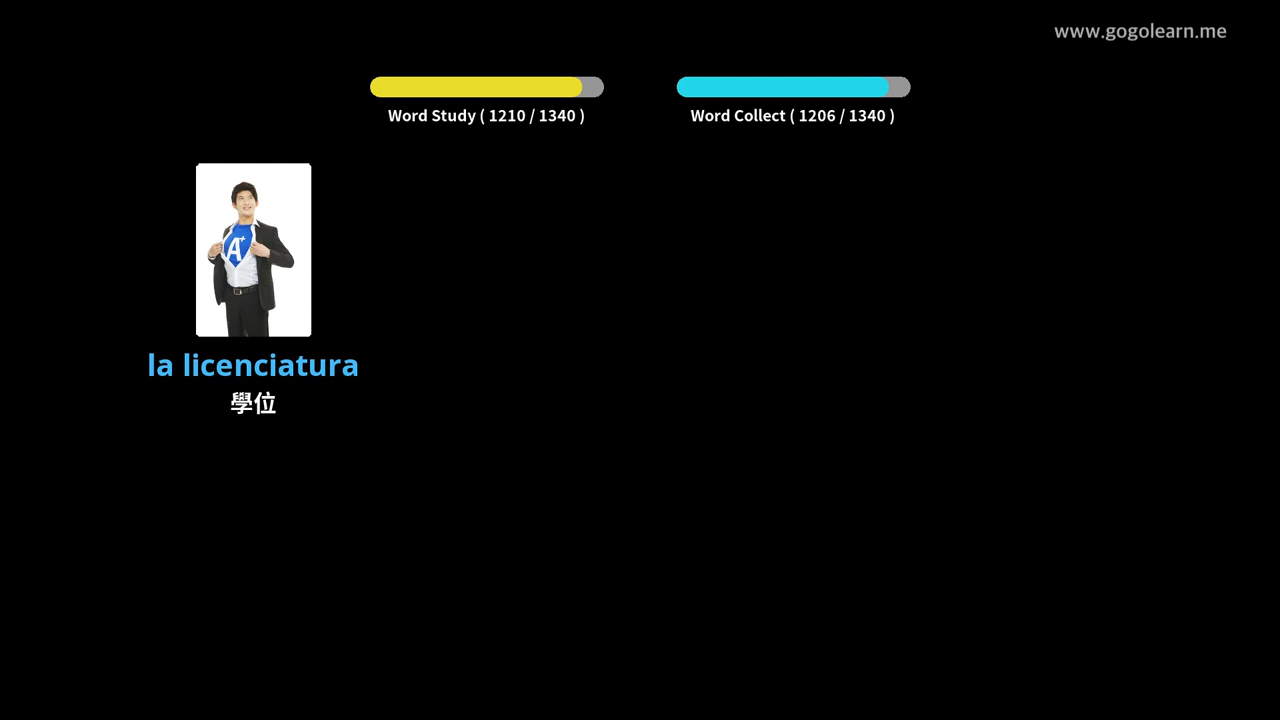 www.gogolearn.me
Word Study ( 1210 / 1340 )
Word Collect ( 1206 / 1340 )
A+
la licenciatura
學位